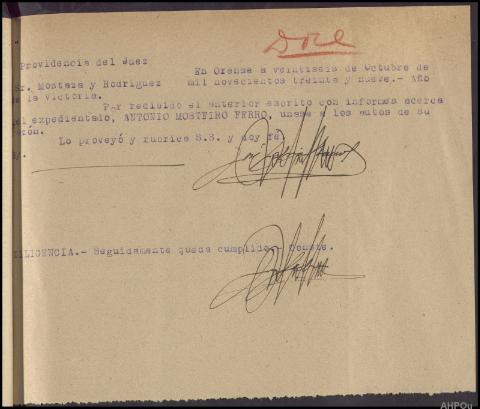 Doce
Providencia del Juez
Sr. Mostaza y Rodriguez
En Orense a veintiséis de Octubre de
mil novecientos treinta y nueve.- Año
de la Victoria.
Por recibido el anterior escrito con informes acerca
del expedientado, ANTONIO MOSTEIRO FERRO, unase a los autos de su
razón.
Lo proveyó y rubrica S.S. y doy fé
DILIGENCIA.- Seguidamente queda cumplido.- Conste.
AHPOu